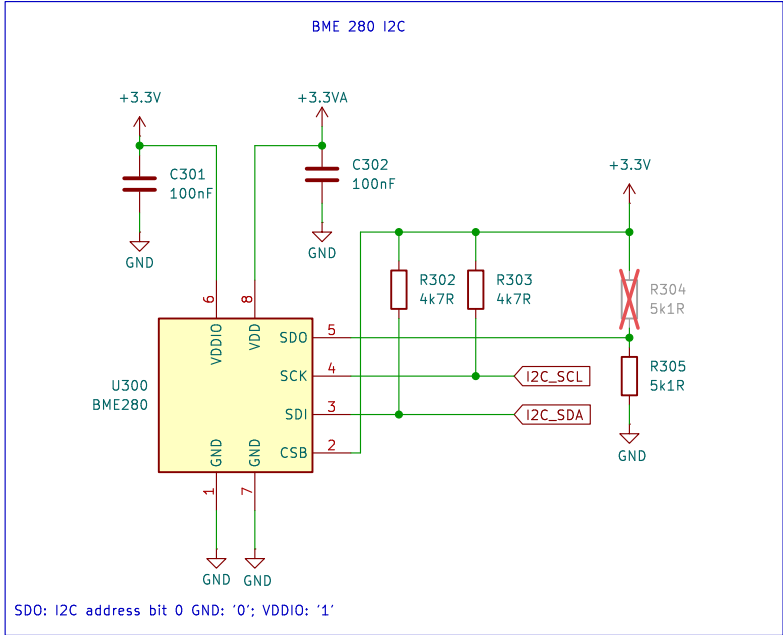 BME 280 I2C
+3.3V
+3.3VA
C301
100nF
C302
100nF
+3.3V
GND
GND
R302
4k7R
R303
4k7R
R304
5k1R
6
8
VDDIO
VDD
SDO
5
SCK
4
I2C_SCL
R305
5k1R
U300
BME280
SDI
3
I2C_SDA
GND
GND
CSB
2
GND
1
7
GND
GND
SDO: I2C address bit 0 GND: '0'; VDDIO: '1'